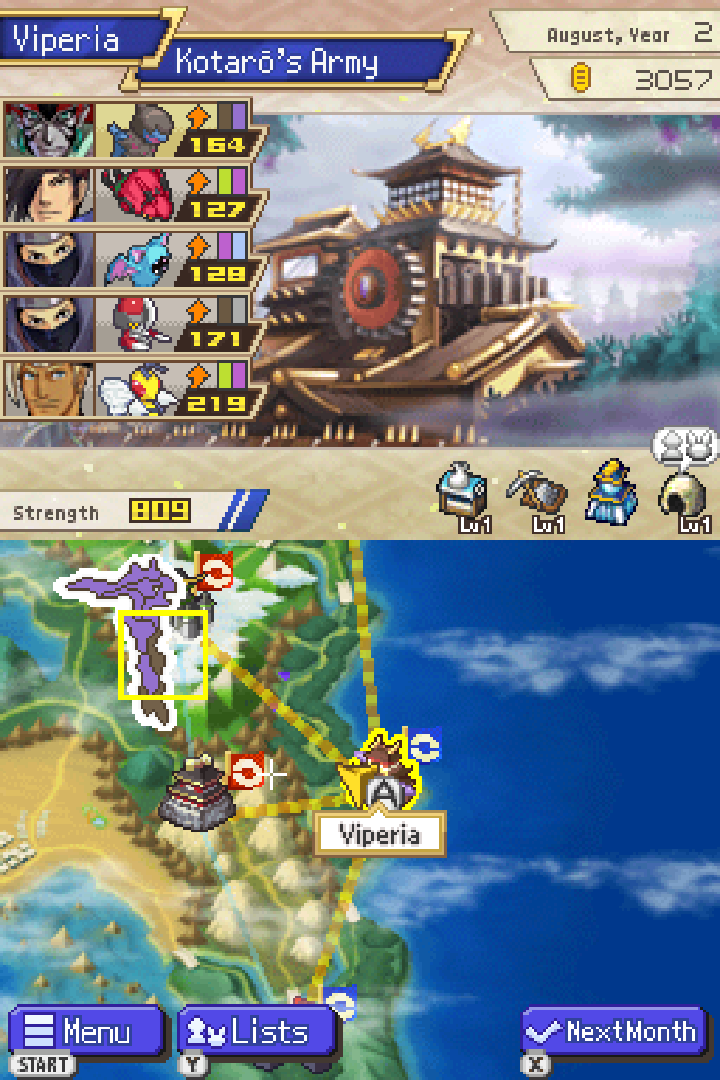 Viperia
Kotarō's Army
August, Year 2
3057
164
127
128
171
219
Strength 809
Lv1
Lv1
Lv1
A
Viperia
Menu
Lists
NextMonth
START
Y
X